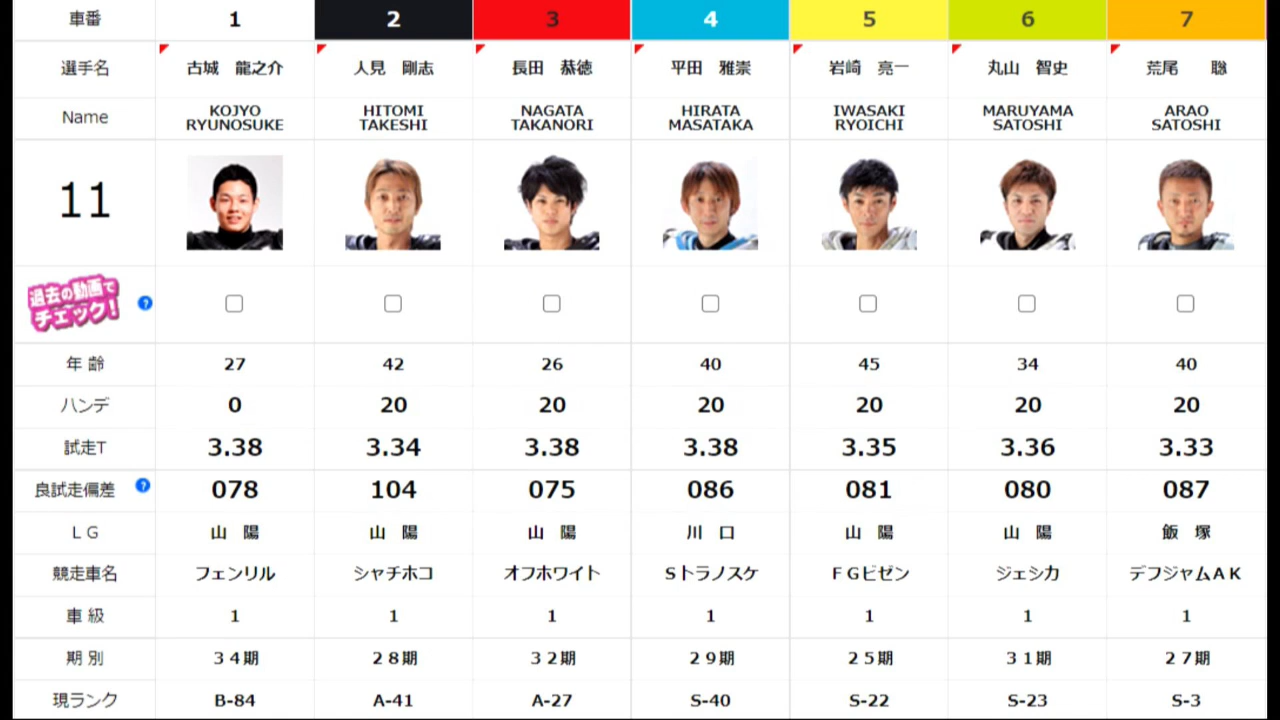 車番 1 2 3 4 5 6 7
選手名 古城 龍之介 人見 剛志 長田 恭徳 平田 雅崇 岩崎 亮一 丸山 智史 荒尾 聡
Name KOJYO RYUNOSUKE HITOMI TAKESHI NAGATA TAKANORI HIRATA MASATAKA IWASAKI RYOICHI MARUYAMA SATOSHI ARAO SATOSHI
11
過去の動画で
チェック! ?
年齢 27 42 26 40 45 34 40
ハンデ 0 20 20 20 20 20 20
試走T 3.38 3.34 3.38 3.38 3.35 3.36 3.33
良試走偏差 ? 078 104 075 086 081 080 087
LG 山陽 山陽 山陽 川口 山陽 山陽 飯塚
競走車名 フェンリル シャチホコ オフホワイト Sトラノスケ FGビゼン ジェシカ デフジャムAK
車級 1 1 1 1 1 1 1
期別 34期 28期 32期 29期 25期 31期 27期
現ランク B-84 A-41 A-27 S-40 S-22 S-23 S-3